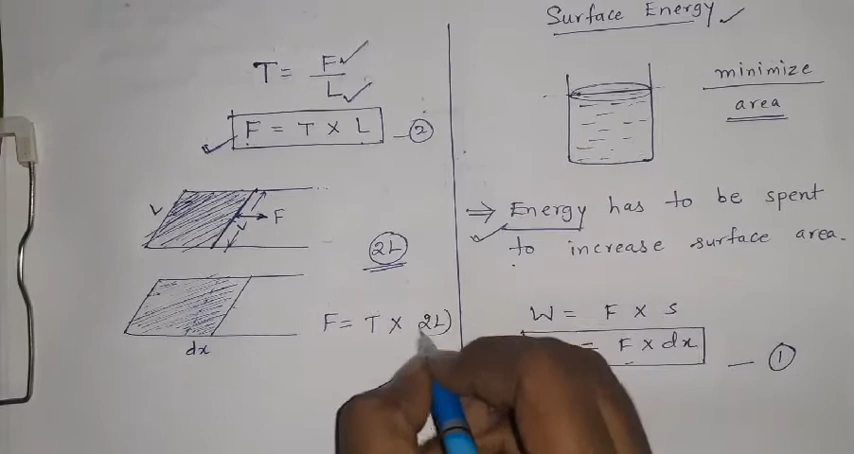 Surface Energy
T = F / L
F = T × L — ②
minimize
area
F
2L
⇒ Energy has to be spent
to increase surface area.
F = T × 2L)
dx
W = F × s
= F × dx — ①